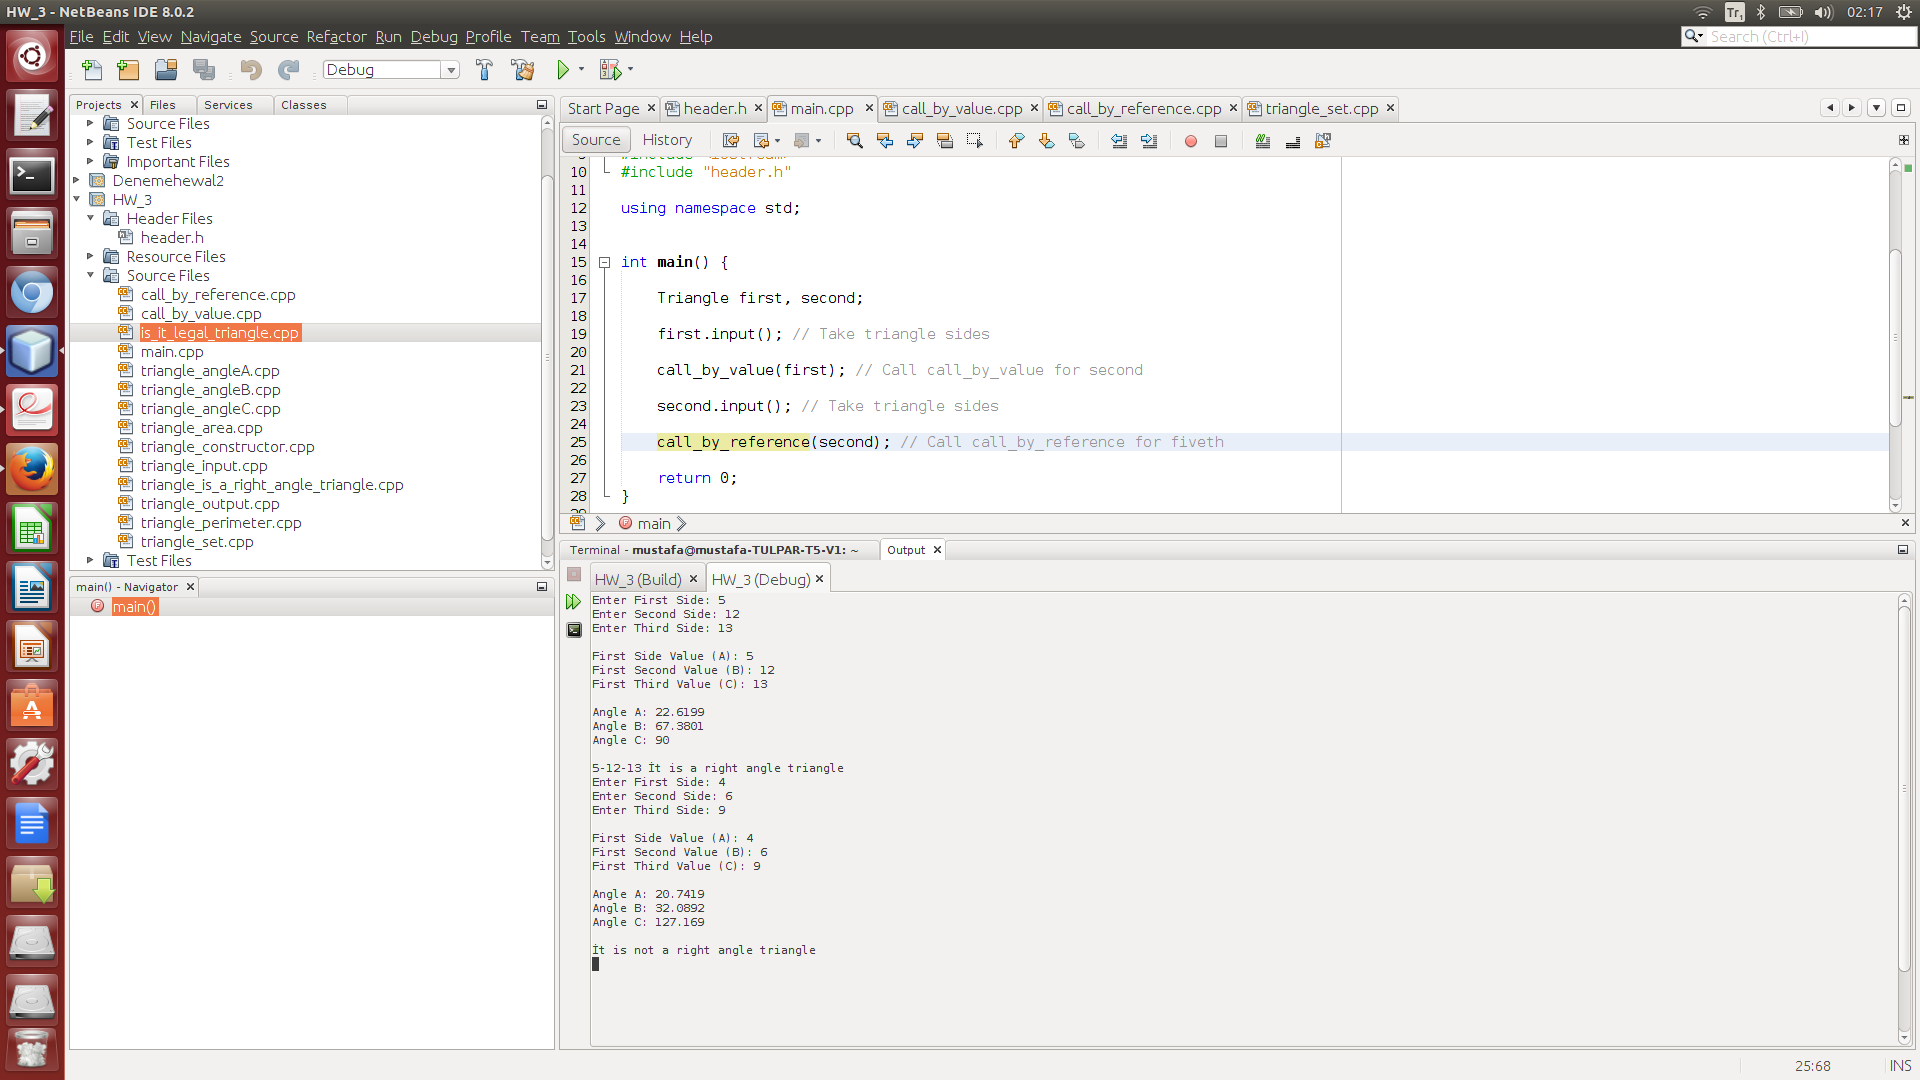 HW_3 - NetBeans IDE 8.0.2
Tr1
02:17
File Edit View Navigate Source Refactor Run Debug Profile Team Tools Window Help
Search (Ctrl+I)
Debug
Projects Files Services Classes
Source Files
Test Files
Important Files
Denemehewal2
HW_3
Header Files
header.h
Resource Files
Source Files
call_by_reference.cpp
call_by_value.cpp
is_it_legal_triangle.cpp
main.cpp
triangle_angleA.cpp
triangle_angleB.cpp
triangle_angleC.cpp
triangle_area.cpp
triangle_constructor.cpp
triangle_input.cpp
triangle_is_a_right_angle_triangle.cpp
triangle_output.cpp
triangle_perimeter.cpp
triangle_set.cpp
Test Files
main() - Navigator
main()
Start Page header.h main.cpp call_by_value.cpp call_by_reference.cpp triangle_set.cpp
Source History
#include <iostream>
10 #include "header.h"
11
12 using namespace std;
13
14
15 int main() {
16
17 Triangle first, second;
18
19 first.input(); // Take triangle sides
20
21 call_by_value(first); // Call call_by_value for second
22
23 second.input(); // Take triangle sides
24
25 call_by_reference(second); // Call call_by_reference for fiveth
26
27 return 0;
28 }
main
Terminal - mustafa@mustafa-TULPAR-T5-V1: ~ Output
HW_3 (Build) HW_3 (Debug)
Enter First Side: 5
Enter Second Side: 12
Enter Third Side: 13
First Side Value (A): 5
First Second Value (B): 12
First Third Value (C): 13
Angle A: 22.6199
Angle B: 67.3801
Angle C: 90
5-12-13 İt is a right angle triangle
Enter First Side: 4
Enter Second Side: 6
Enter Third Side: 9
First Side Value (A): 4
First Second Value (B): 6
First Third Value (C): 9
Angle A: 20.7419
Angle B: 32.0892
Angle C: 127.169
İt is not a right angle triangle
25:68 INS